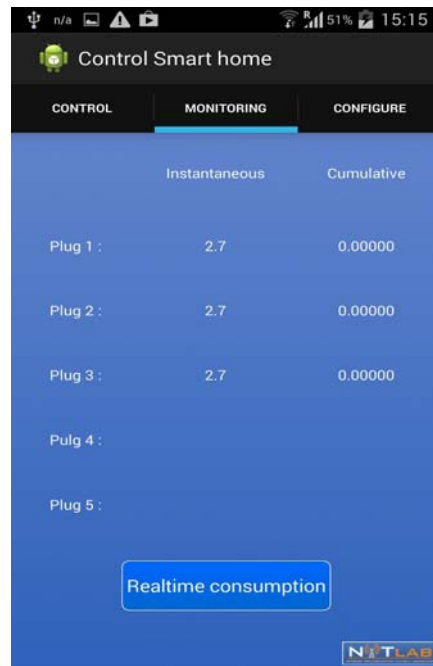 n/a R 51% 15:15
Control Smart home
CONTROL MONITORING CONFIGURE
Instantaneous Cumulative
Plug 1 : 2.7 0.00000
Plug 2 : 2.7 0.00000
Plug 3 : 2.7 0.00000
Pulg 4 :
Plug 5 :
Realtime consumption